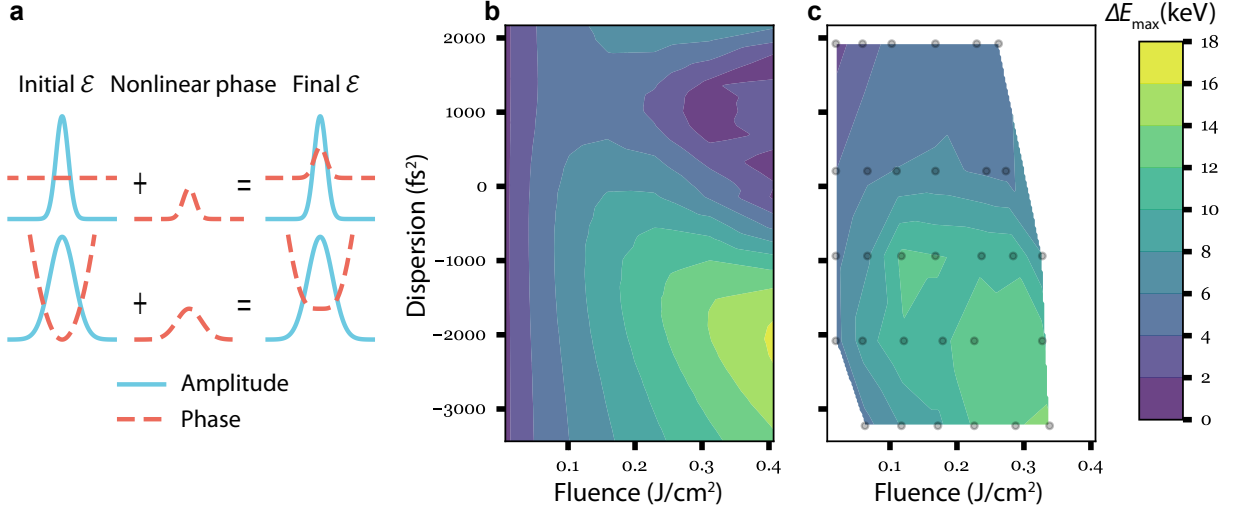 a
Initial ℰ Nonlinear phase Final ℰ
+ =
+ =
Amplitude
Phase
b
Dispersion (fs²)
2000
1000
0
−1000
−2000
−3000
0.1 0.2 0.3 0.4
Fluence (J/cm²)
c
0.1 0.2 0.3 0.4
Fluence (J/cm²)
ΔE_max (keV)
18
16
14
12
10
8
6
4
2
0